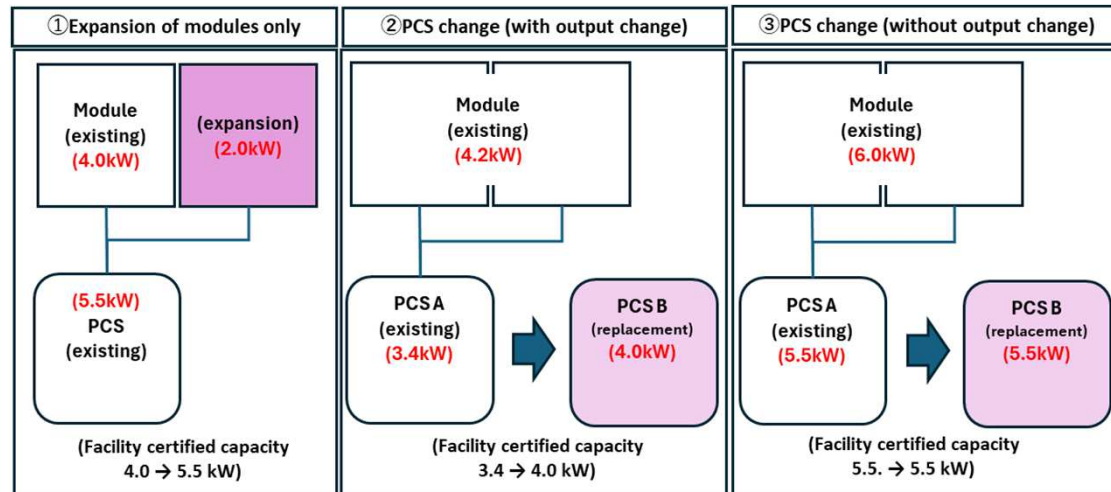 ①Expansion of modules only
Module
(existing)
(4.0kW)
(expansion)
(2.0kW)
(5.5kW)
PCS
(existing)
(Facility certified capacity
4.0 → 5.5 kW)
②PCS change (with output change)
Module
(existing)
(4.2kW)
PCS A
(existing)
(3.4kW)
PCS B
(replacement)
(4.0kW)
(Facility certified capacity
3.4 → 4.0 kW)
③PCS change (without output change)
Module
(existing)
(6.0kW)
PCS A
(existing)
(5.5kW)
PCS B
(replacement)
(5.5kW)
(Facility certified capacity
5.5. → 5.5 kW)